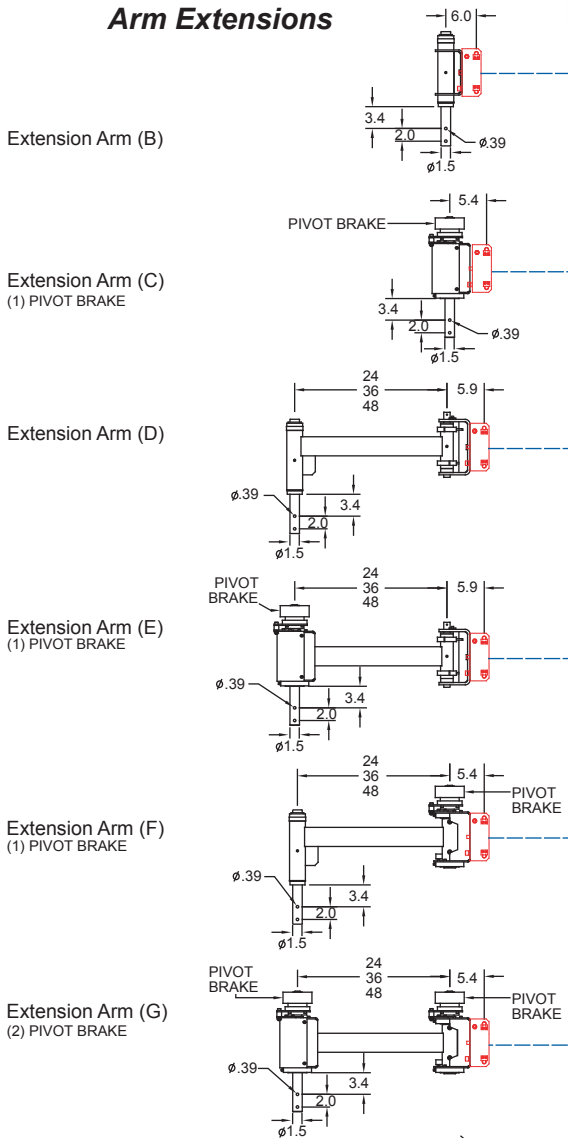 Arm Extensions
6.0
3.4
2.0
ø.39
ø1.5
Extension Arm (B)
5.4
PIVOT BRAKE
Extension Arm (C)
(1) PIVOT BRAKE
3.4
2.0
ø.39
ø1.5
24
36
48
5.9
Extension Arm (D)
ø.39
3.4
2.0
ø1.5
PIVOT
BRAKE
24
36
48
5.9
Extension Arm (E)
(1) PIVOT BRAKE
ø.39
3.4
2.0
ø1.5
24
36
48
5.4
PIVOT
BRAKE
Extension Arm (F)
(1) PIVOT BRAKE
ø.39
3.4
2.0
ø1.5
PIVOT
BRAKE
24
36
48
5.4
PIVOT
BRAKE
Extension Arm (G)
(2) PIVOT BRAKE
ø.39
3.4
2.0
ø1.5